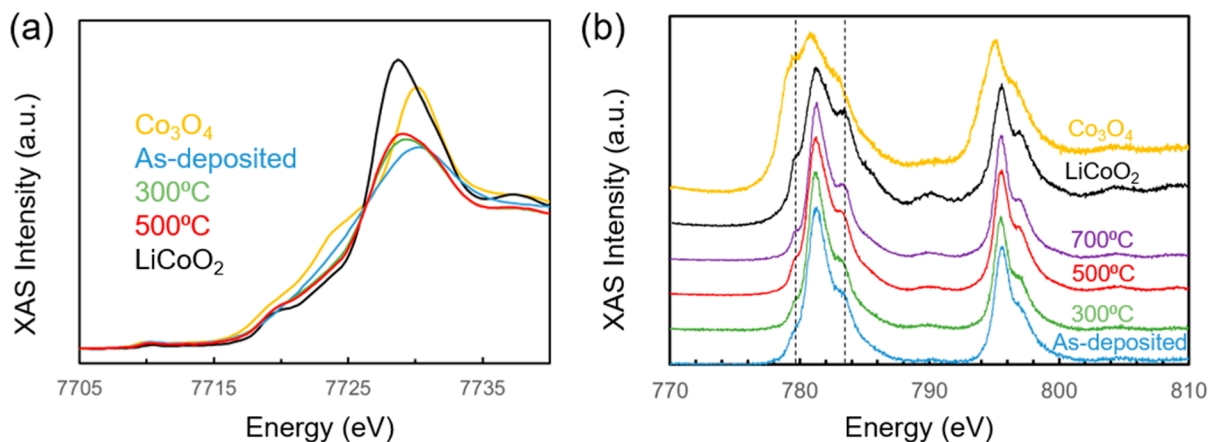 (a)
XAS Intensity (a.u.)
Co₃O₄
As-deposited
300ºC
500ºC
LiCoO₂
7705 7715 7725 7735
Energy (eV)
(b)
XAS Intensity (a.u.)
Co₃O₄
LiCoO₂
700ºC
500ºC
300ºC
As-deposited
770 780 790 800 810
Energy (eV)